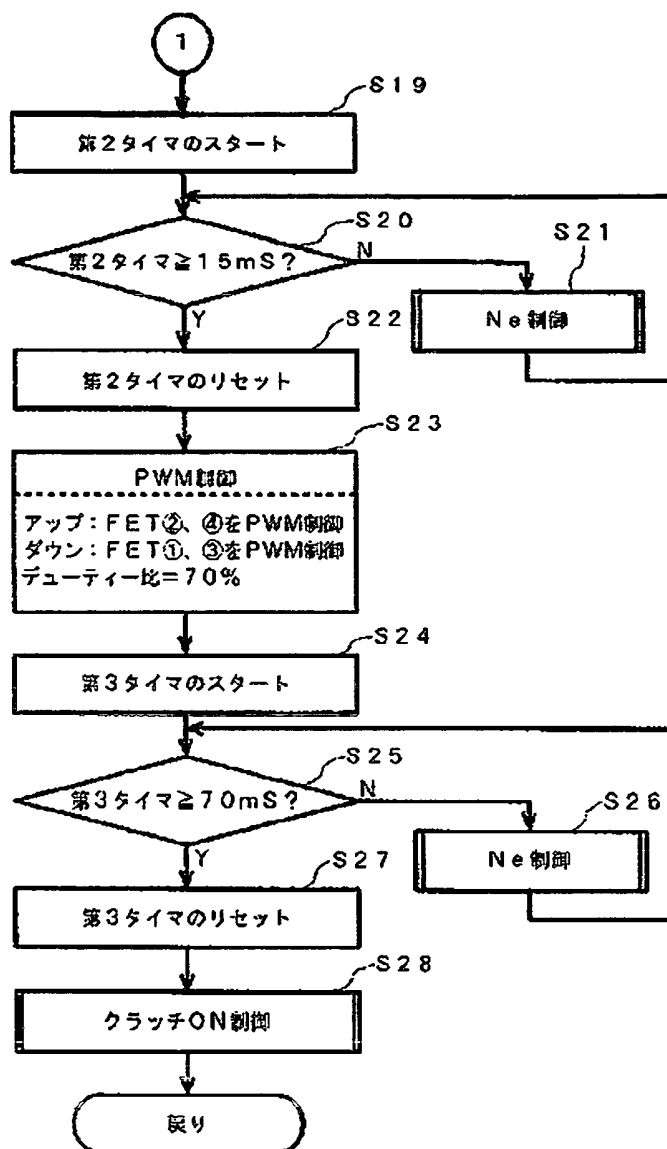 1
S19
第2タイマのスタート
S20
第2タイマ≧15mS?
N
S21
Ne制御
Y
S22
第2タイマのリセット
S23
PWM制御
アップ:FET②、④をPWM制御
ダウン:FET①、③をPWM制御
デューティー比=70%
S24
第3タイマのスタート
S25
第3タイマ≧70mS?
N
S26
Ne制御
Y
S27
第3タイマのリセット
S28
クラッチON制御
戻り